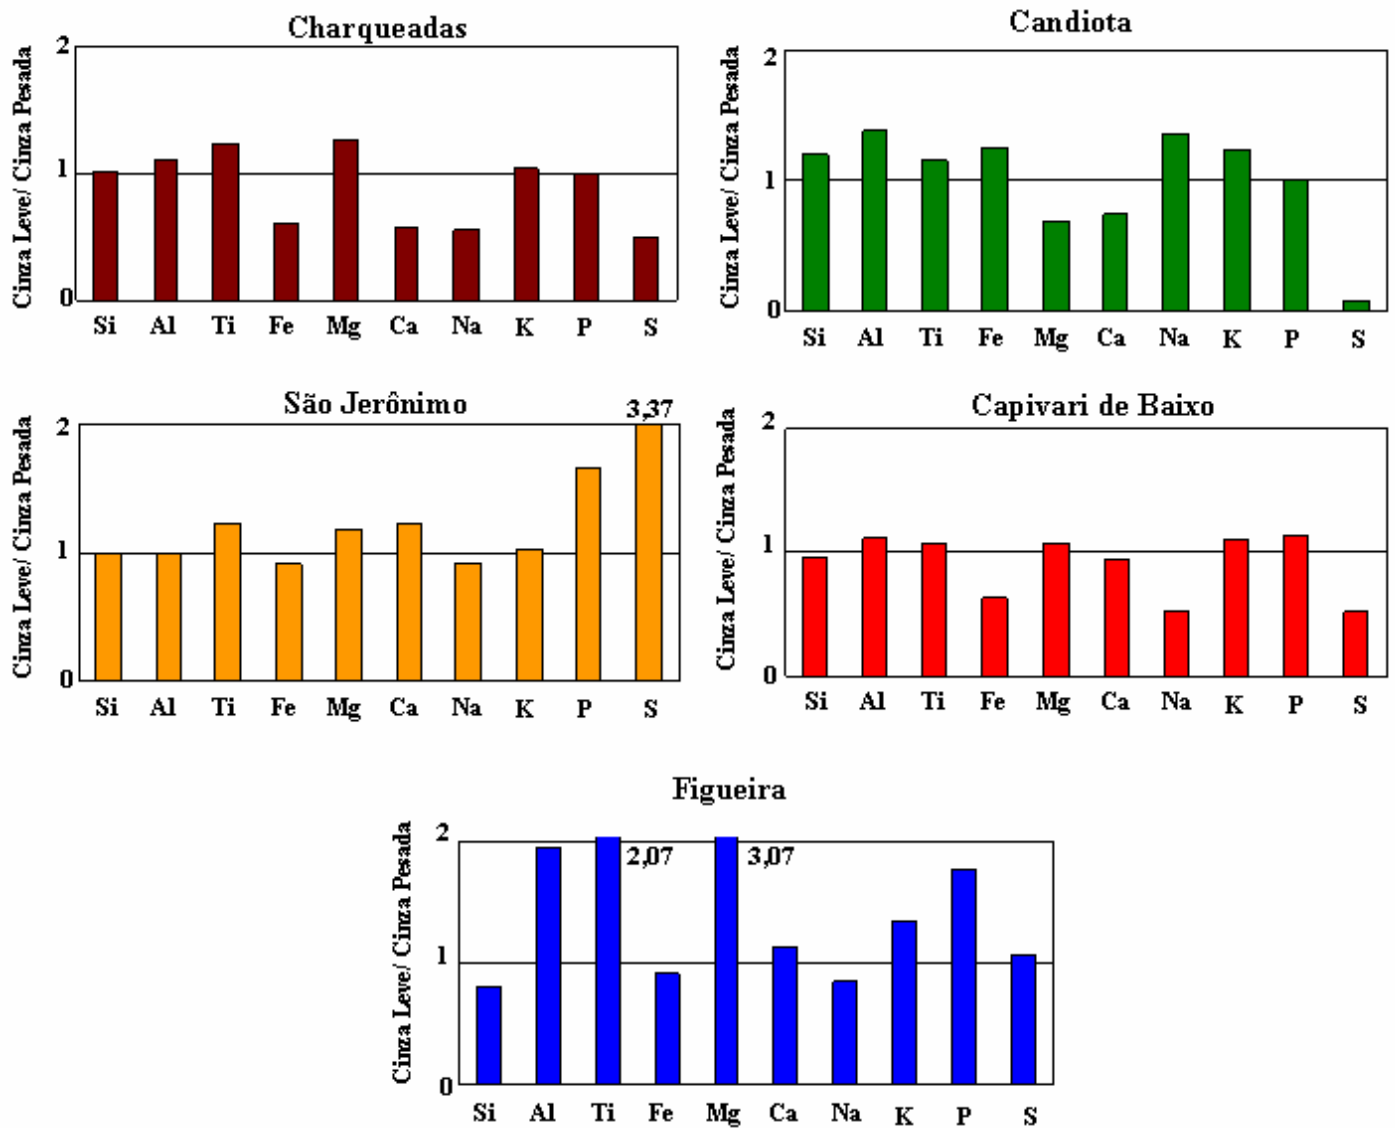 Charqueadas
Cinza Leve/ Cinza Pesada
2
1
0
Si Al Ti Fe Mg Ca Na K P S
Candiota
Cinza Leve/ Cinza Pesada
2
1
0
Si Al Ti Fe Mg Ca Na K P S
São Jerônimo
3,37
Cinza Leve/ Cinza Pesada
2
1
0
Si Al Ti Fe Mg Ca Na K P S
Capivari de Baixo
Cinza Leve/ Cinza Pesada
2
1
0
Si Al Ti Fe Mg Ca Na K P S
Figueira
Cinza Leve/ Cinza Pesada
2
2,07 3,07
1
0
Si Al Ti Fe Mg Ca Na K P S